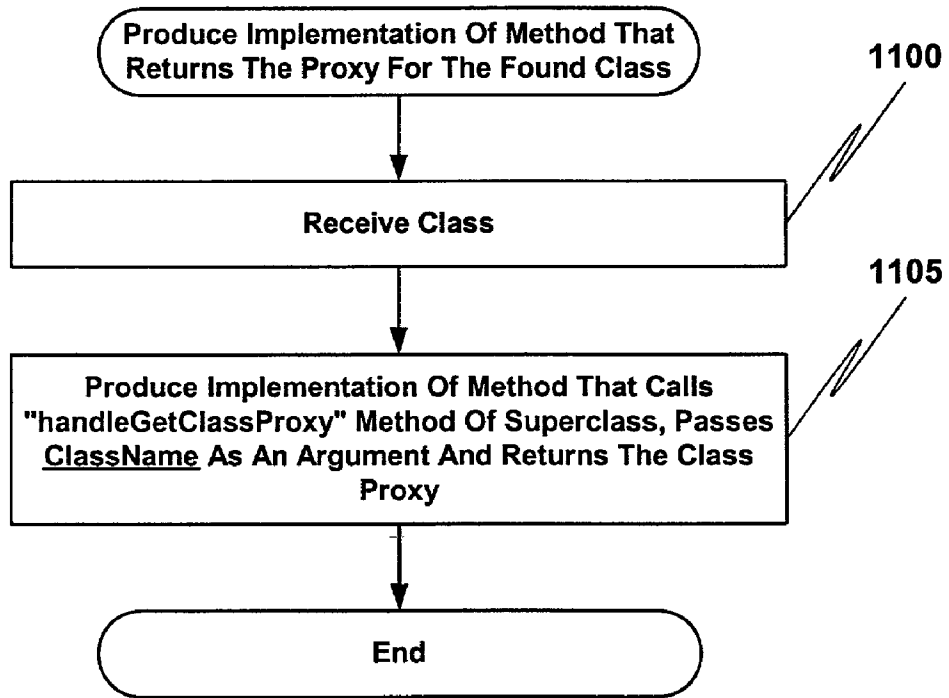 Produce Implementation Of Method That
Returns The Proxy For The Found Class
1100
Receive Class
1105
Produce Implementation Of Method That Calls
"handleGetClassProxy" Method Of Superclass, Passes
ClassName As An Argument And Returns The Class
Proxy
End